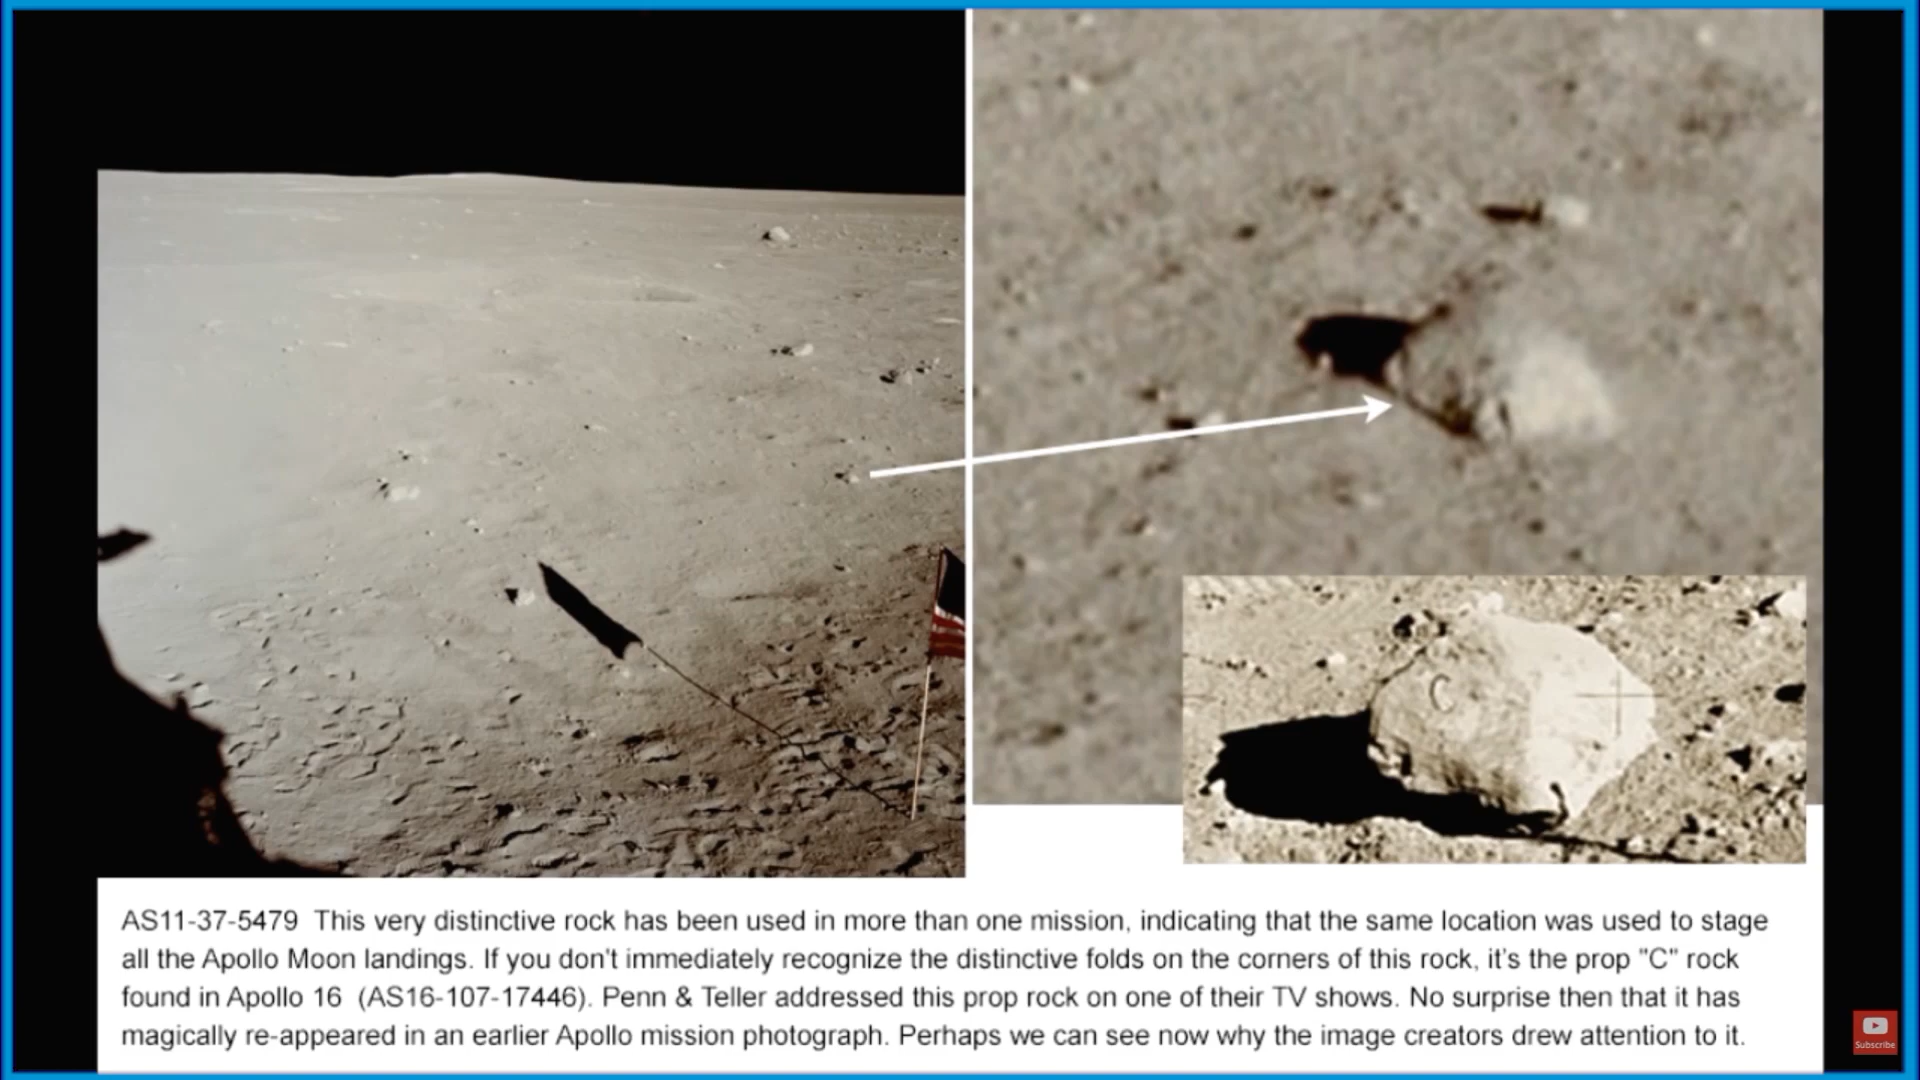 C
AS11-37-5479 This very distinctive rock has been used in more than one mission, indicating that the same location was used to stage
all the Apollo Moon landings. If you don't immediately recognize the distinctive folds on the corners of this rock, it's the prop "C" rock
found in Apollo 16 (AS16-107-17446). Penn & Teller addressed this prop rock on one of their TV shows. No surprise then that it has
magically re-appeared in an earlier Apollo mission photograph. Perhaps we can see now why the image creators drew attention to it.
Subscribe